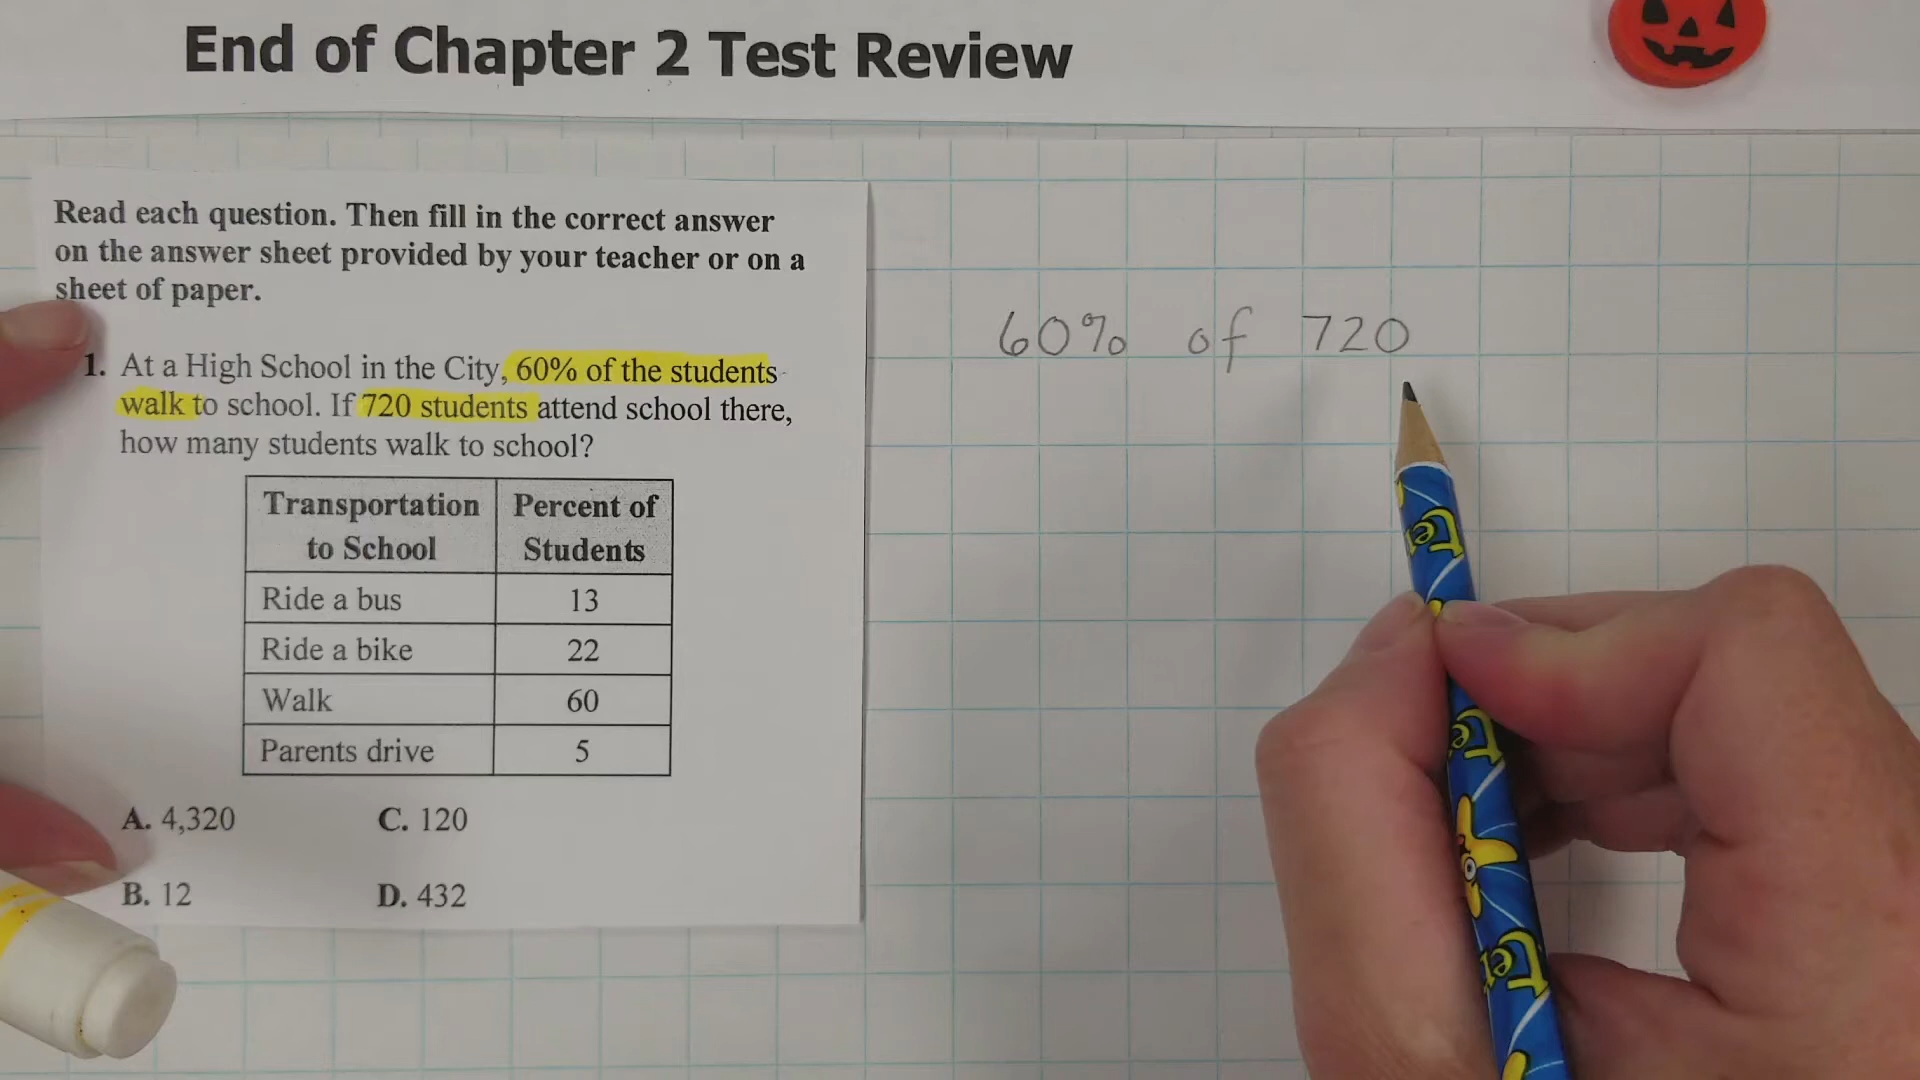 End of Chapter 2 Test Review
Read each question. Then fill in the correct answer
on the answer sheet provided by your teacher or on a
sheet of paper.
1. At a High School in the City, 60% of the students
walk to school. If 720 students attend school there,
how many students walk to school?
Transportation to School Percent of Students
Ride a bus 13
Ride a bike 22
Walk 60
Parents drive 5
A. 4,320 C. 120
B. 12 D. 432
60% of 720